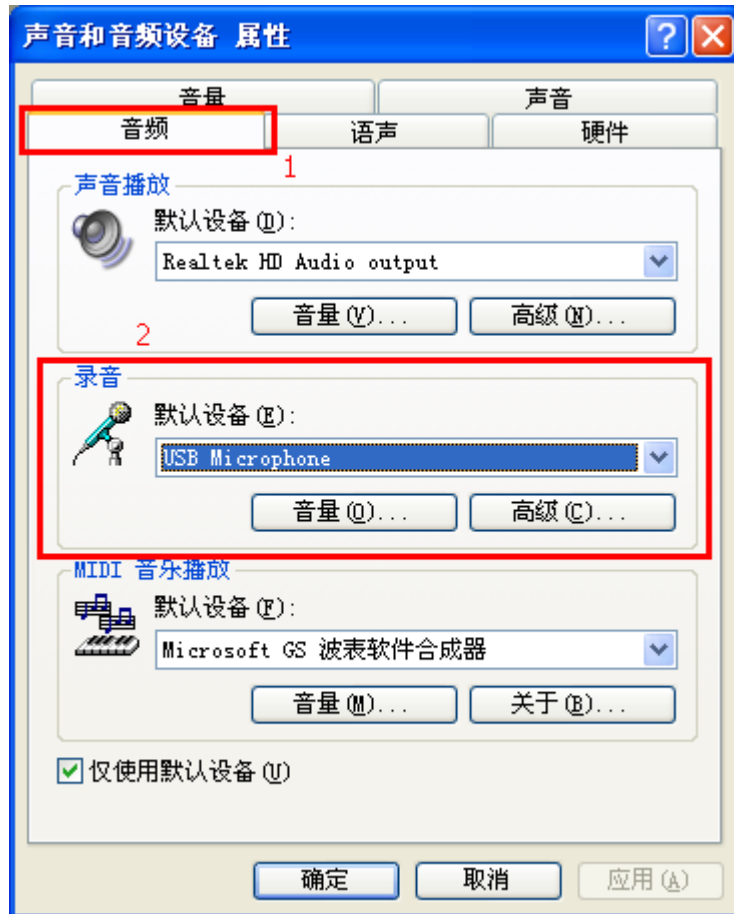 声音和音频设备 属性
音量 声音
音频 语声 硬件
1
声音播放
默认设备(D):
Realtek HD Audio output
音量(V)... 高级(N)...
2
录音
默认设备(E):
USB Microphone
音量(O)... 高级(C)...
MIDI 音乐播放
默认设备(F):
Microsoft GS 波表软件合成器
音量(M)... 关于(B)...
仅使用默认设备(U)
确定 取消 应用(A)